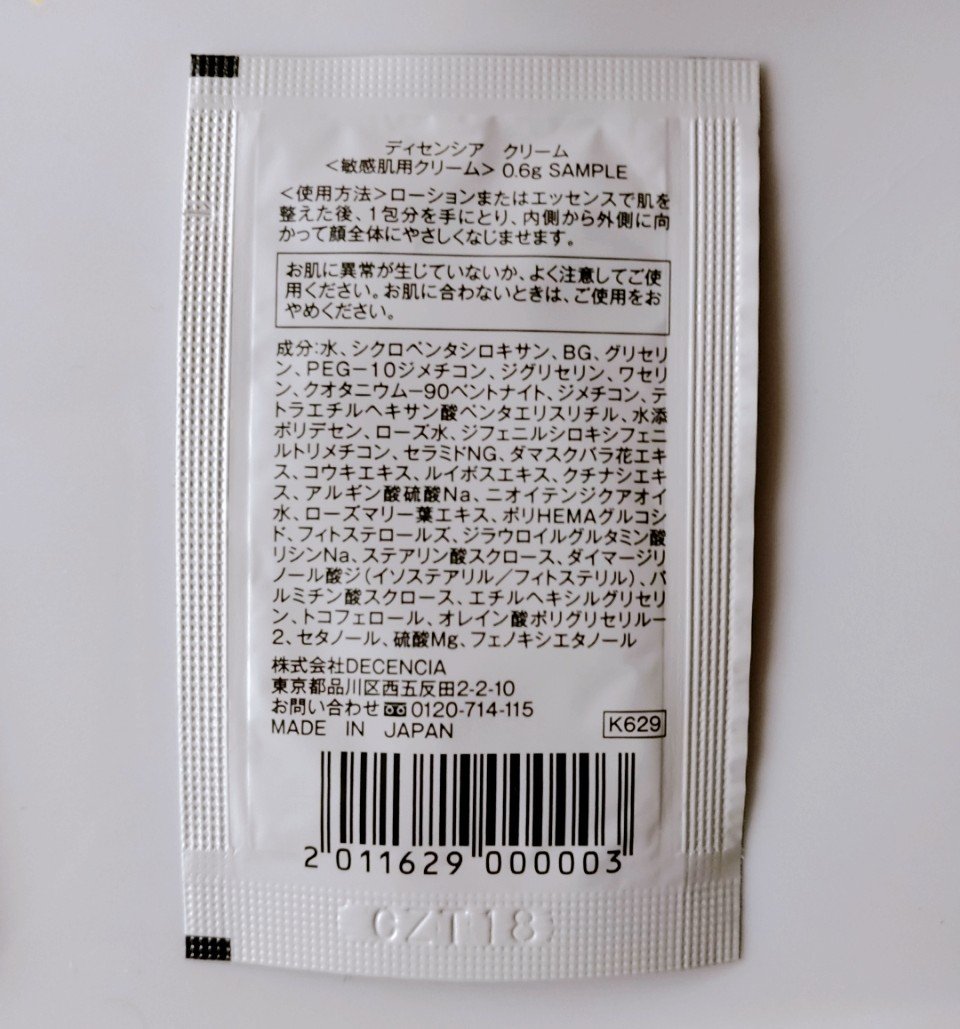 ディセンシア クリーム
<敏感肌用クリーム> 0.6g SAMPLE
<使用方法>ローションまたはエッセンスで肌を
整えた後、1包分を手にとり、内側から外側に向
かって顔全体にやさしくなじませます。
お肌に異常が生じていないか、よく注意してご使
用ください。お肌に合わないときは、ご使用をお
やめください。
成分:水、シクロペンタシロキサン、BG、グリセリ
ン、PEG-10ジメチコン、ジグリセリン、ワセリ
ン、クオタニウム-90ベントナイト、ジメチコン、テ
トラエチルヘキサン酸ペンタエリスリチル、水添
ポリデセン、ローズ水、ジフェニルシロキシフェニ
ルトリメチコン、セラミドNG、ダマスクバラ花エキ
ス、コウキエキス、ルイボスエキス、クチナシエキ
ス、アルギン酸硫酸Na、ニオイテンジクアオイ
水、ローズマリー葉エキス、ポリHEMAグルコシ
ド、フィトステロールズ、ジラウロイルグルタミン酸
リシンNa、ステアリン酸スクロース、ダイマージリ
ノール酸ジ(イソステアリル/フィトステリル)、パ
ルミチン酸スクロース、エチルヘキシルグリセリ
ン、トコフェロール、オレイン酸ポリグリセリル-
2、セタノール、硫酸Mg、フェノキシエタノール
株式会社DECENCIA
東京都品川区西五反田2-2-10
お問い合わせ 0120-714-115
MADE IN JAPAN
K629
2 011629 000003
GZT18